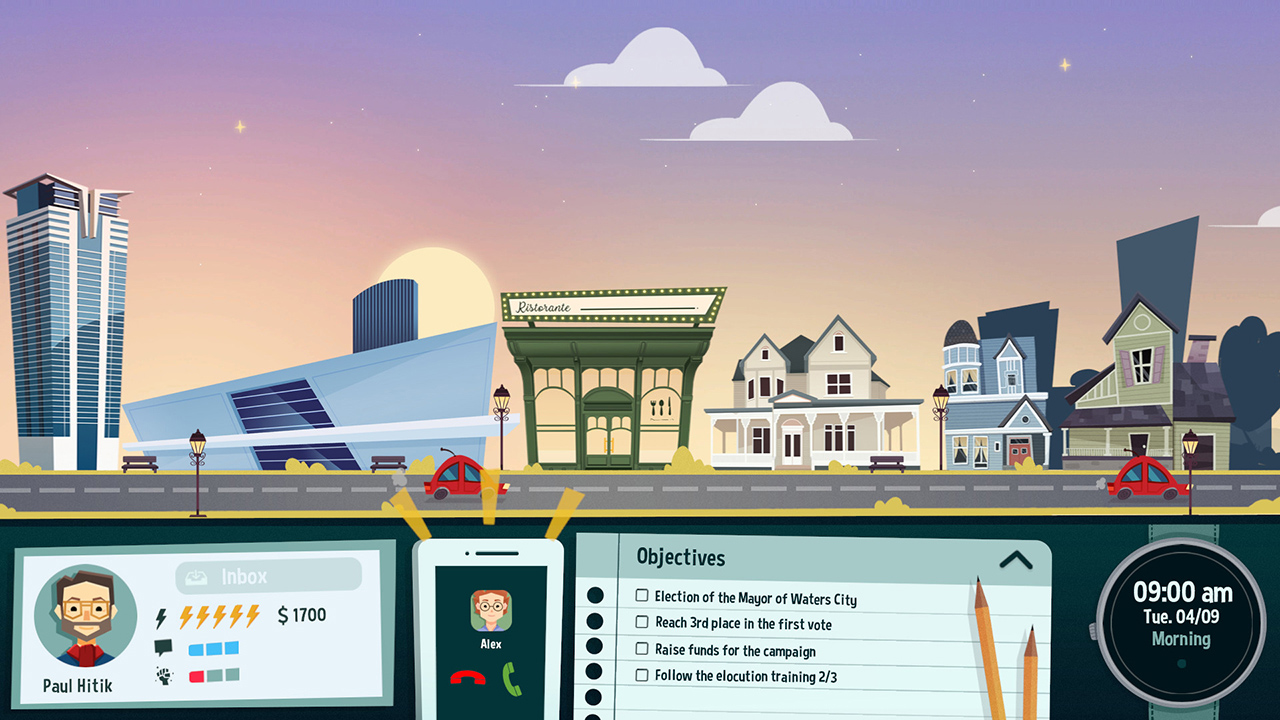 Ristorante
Inbox
$ 1700
Paul Hitik
Alex
Objectives
Election of the Mayor of Waters City
Reach 3rd place in the first vote
Raise funds for the campaign
Follow the elocution training 2/3
09:00 am
Tue. 04/09
Morning